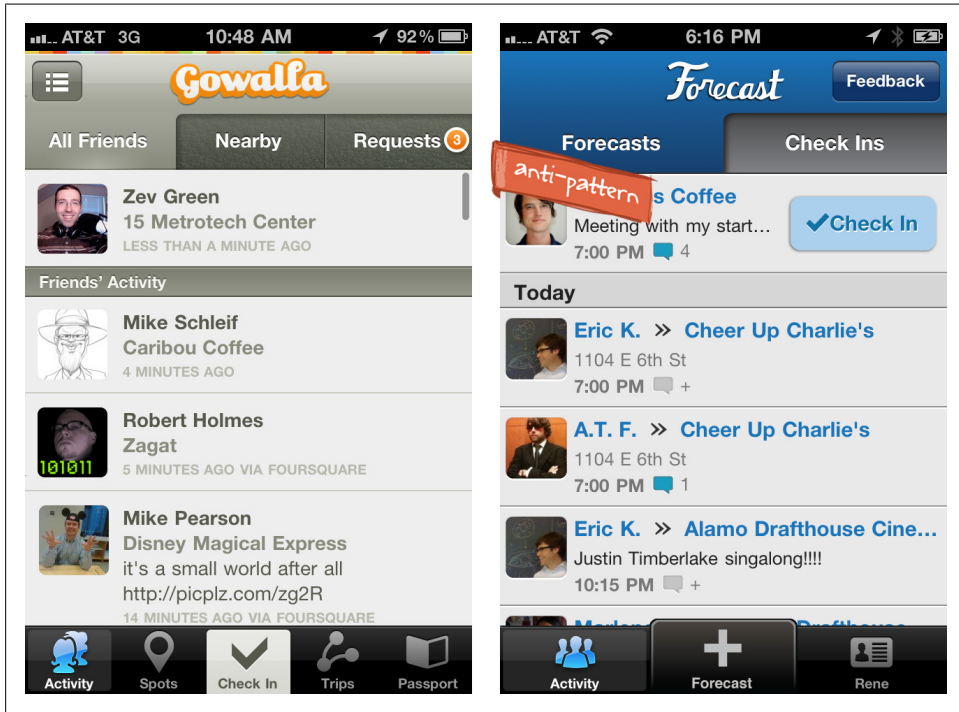 AT&T 3G 10:48 AM 92%
Gowalla
All Friends Nearby Requests 3
Zev Green
15 Metrotech Center
LESS THAN A MINUTE AGO
Friends' Activity
Mike Schleif
Caribou Coffee
4 MINUTES AGO
Robert Holmes
Zagat
5 MINUTES AGO VIA FOURSQUARE
101011
Mike Pearson
Disney Magical Express
it's a small world after all
http://picplz.com/zg2R
14 MINUTES AGO VIA FOURSQUARE
Activity Spots Check In Trips Passport
AT&T 6:16 PM
Forecast Feedback
Forecasts Check Ins
anti-pattern
s Coffee
Meeting with my start...
Check In
7:00 PM 4
Today
Eric K. » Cheer Up Charlie's
1104 E 6th St
7:00 PM +
A.T. F. » Cheer Up Charlie's
1104 E 6th St
7:00 PM 1
Eric K. » Alamo Drafthouse Cine...
Justin Timberlake singalong!!!!
10:15 PM +
Activity Forecast Rene